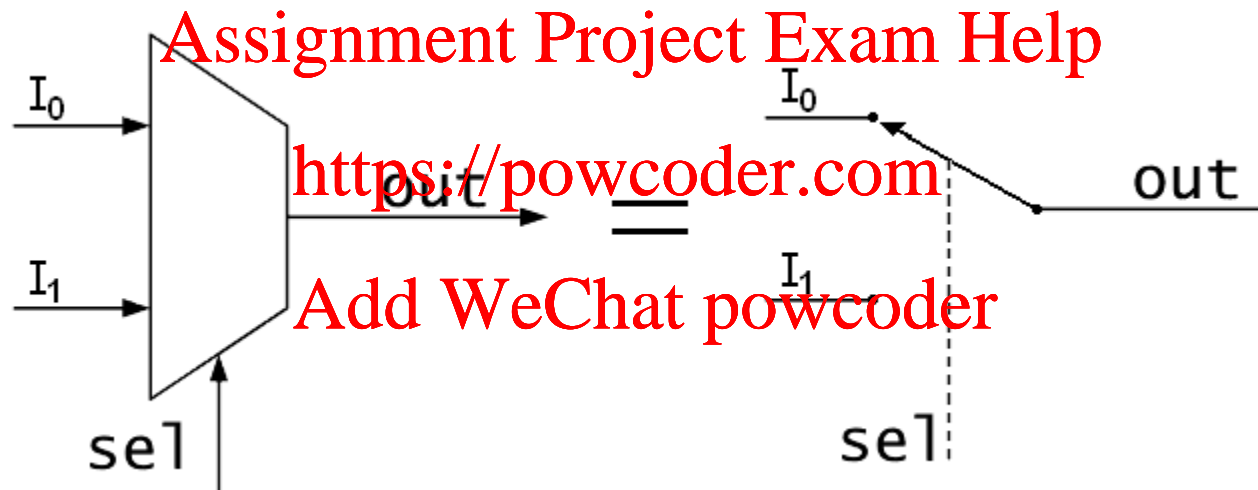 Assignment Project Exam Help
I0
I0
https://powcoder.com
out
out
=
I1
I1
Add WeChat powcoder
sel
sel